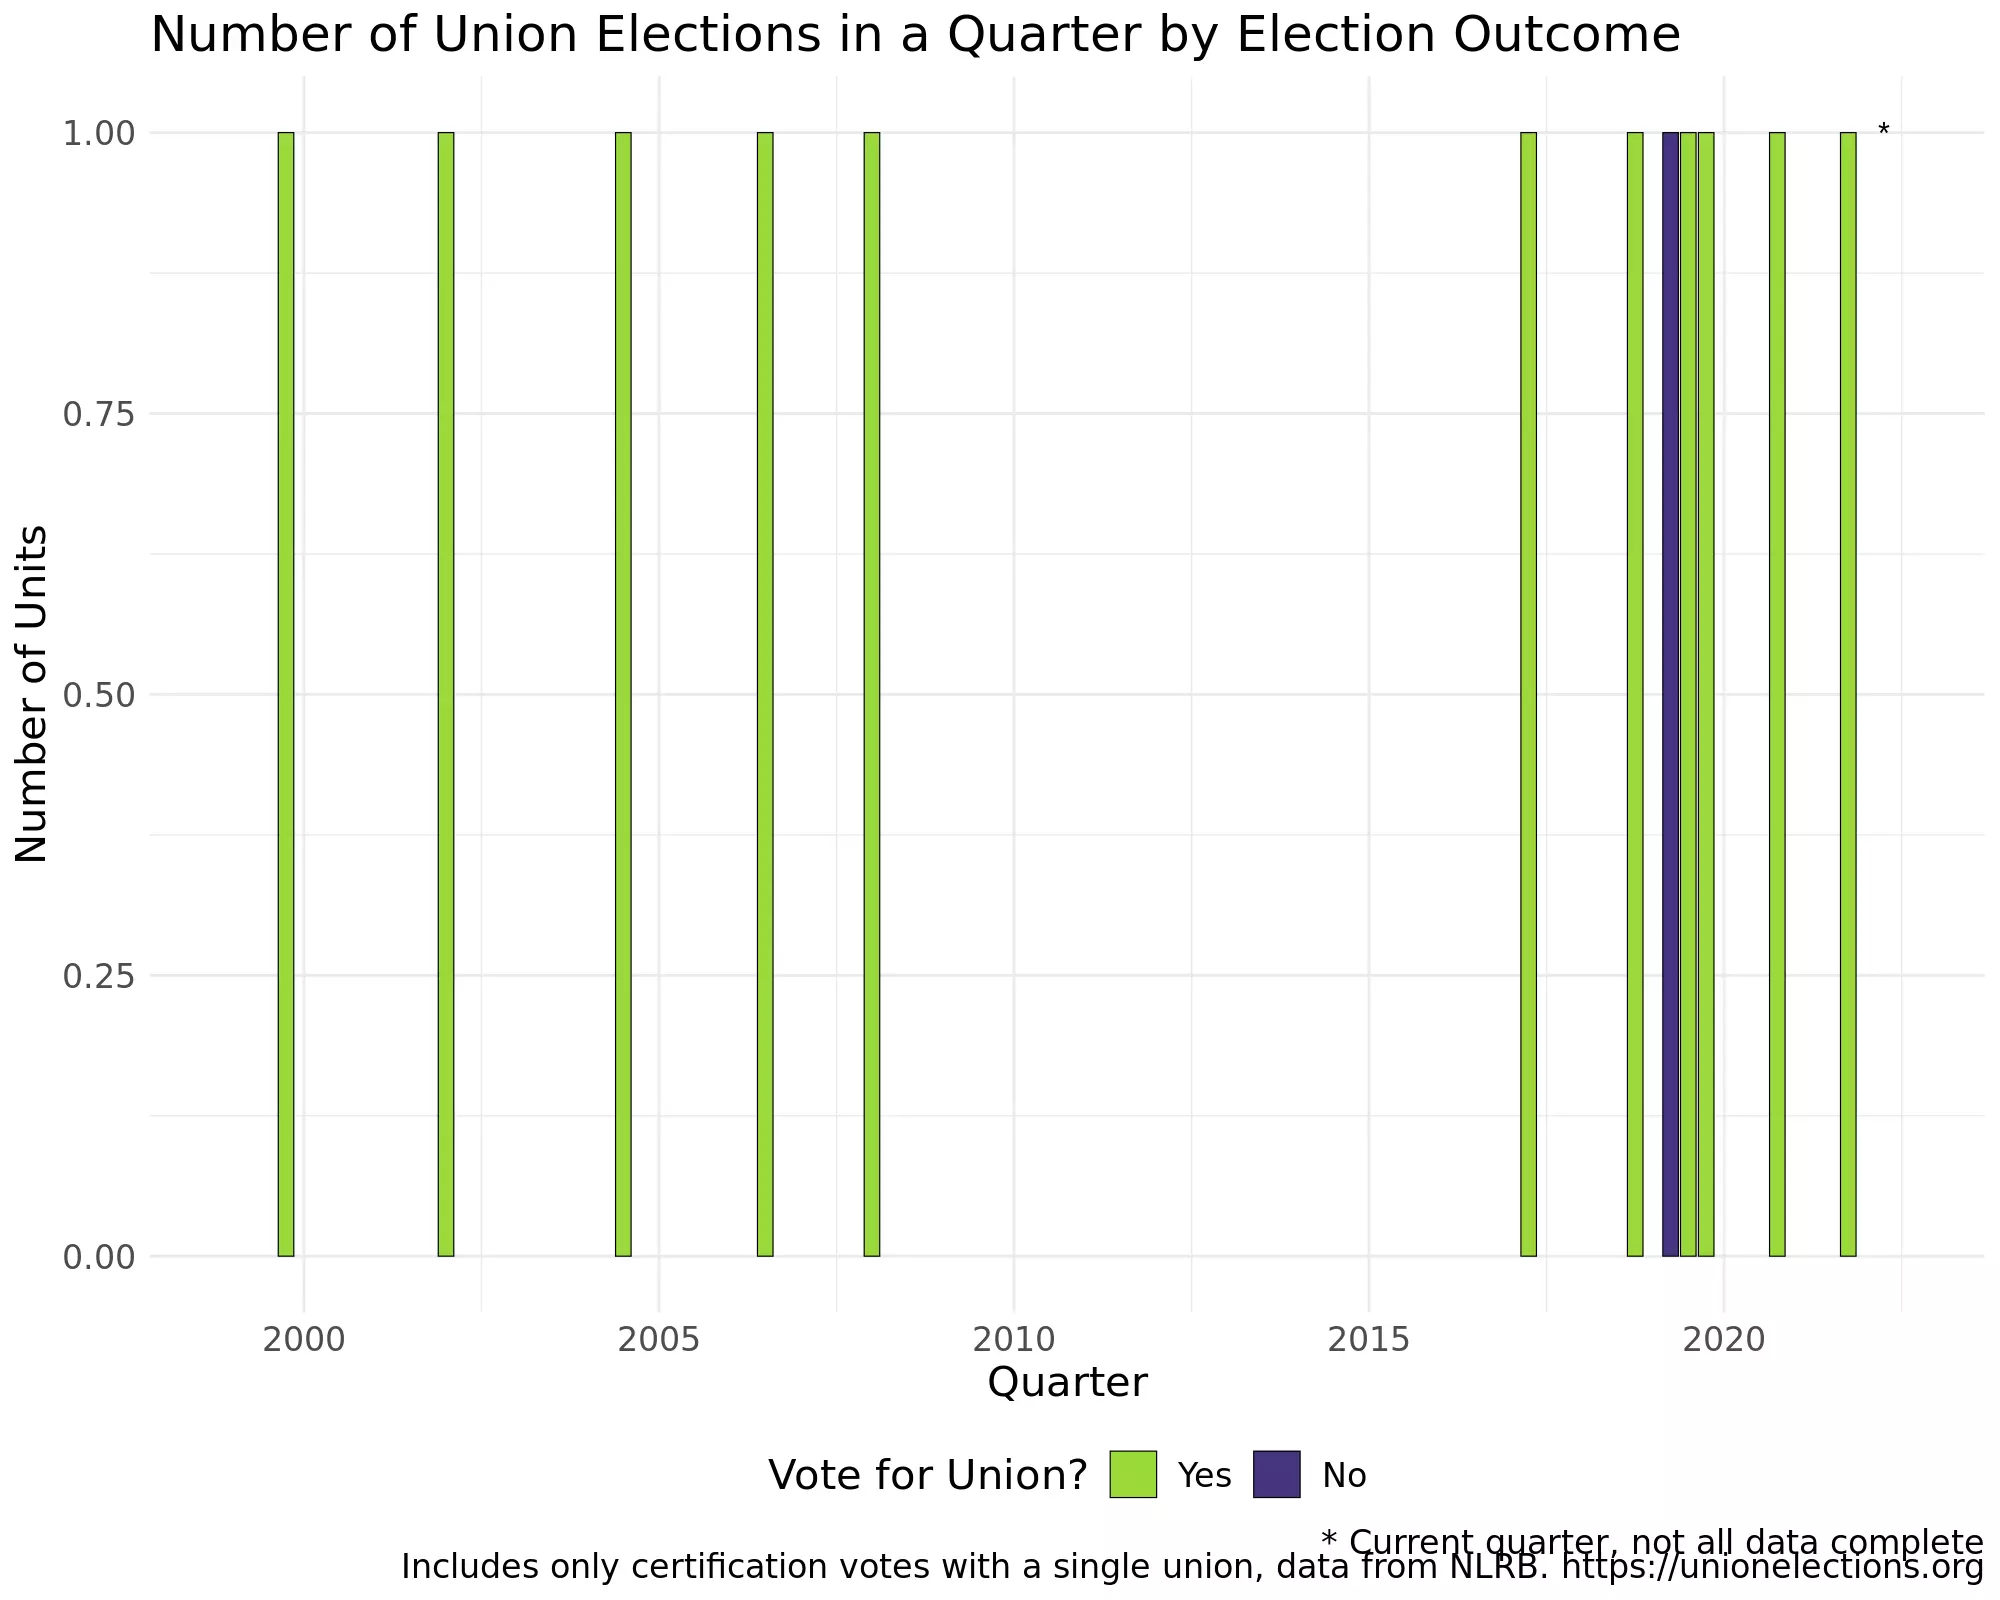 Number of Union Elections in a Quarter by Election Outcome
1.00
*
0.75
0.50
0.25
0.00
Number of Units
2000 2005 2010 2015 2020
Quarter
Vote for Union? Yes No
* Current quarter, not all data complete
Includes only certification votes with a single union, data from NLRB. https://unionelections.org